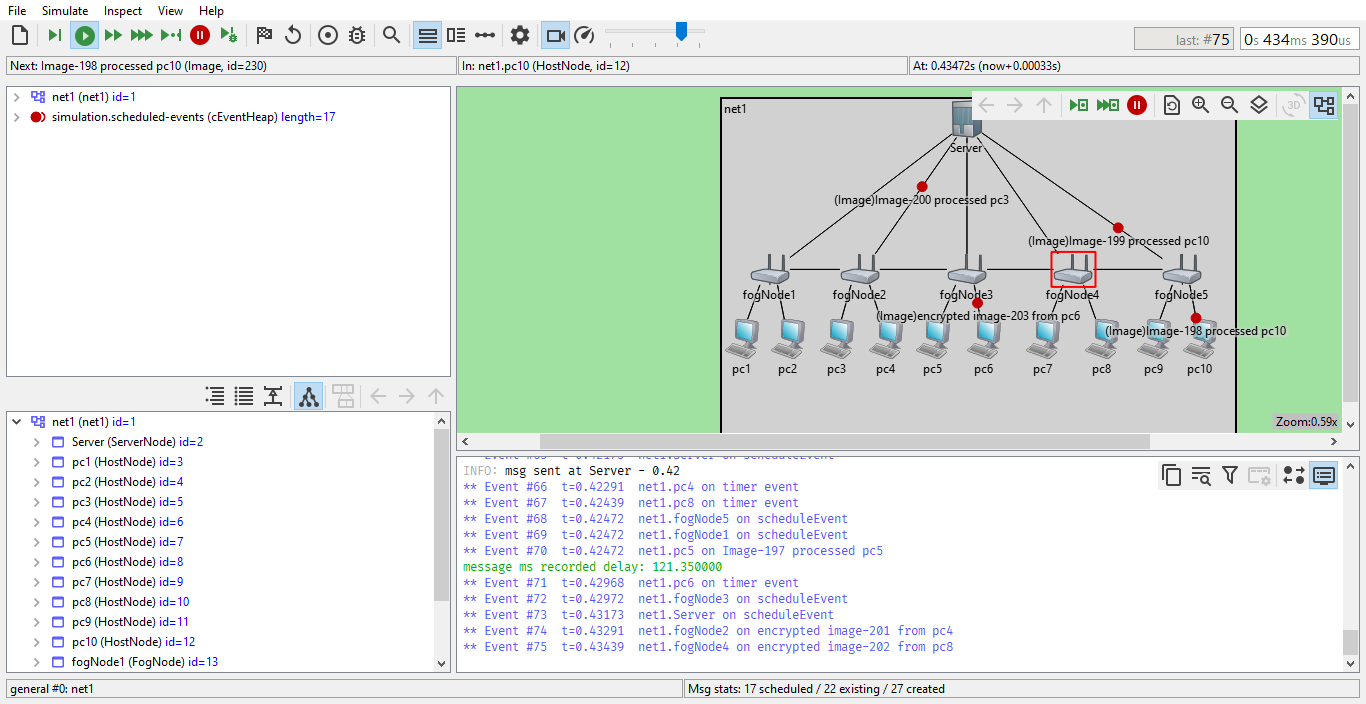 File Simulate Inspect View Help
last: #75 0s 434ms 390us
Next: Image-198 processed pc10 (Image, id=230) In: net1.pc10 (HostNode, id=12) At: 0.43472s (now+0.00033s)
net1 (net1) id=1
simulation.scheduled-events (cEventHeap) length=17
3D
net1
Server
(Image)Image-200 processed pc3
(Image)Image-199 processed pc10
fogNode1 fogNode2 fogNode3 fogNode4 fogNode5
(Image)encrypted image-203 from pc6
(Image)Image-198 processed pc10
pc1 pc2 pc3 pc4 pc5 pc6 pc7 pc8 pc9 pc10
Zoom:0.59x
net1 (net1) id=1
Server (ServerNode) id=2
pc1 (HostNode) id=3
pc2 (HostNode) id=4
pc3 (HostNode) id=5
pc4 (HostNode) id=6
pc5 (HostNode) id=7
pc6 (HostNode) id=8
pc7 (HostNode) id=9
pc8 (HostNode) id=10
pc9 (HostNode) id=11
pc10 (HostNode) id=12
fogNode1 (FogNode) id=13
INFO: msg sent at Server - 0.42
** Event #66 t=0.42291 net1.pc4 on timer event
** Event #67 t=0.42439 net1.pc8 on timer event
** Event #68 t=0.42472 net1.fogNode5 on scheduleEvent
** Event #69 t=0.42472 net1.fogNode1 on scheduleEvent
** Event #70 t=0.42472 net1.pc5 on Image-197 processed pc5
message ms recorded delay: 121.350000
** Event #71 t=0.42968 net1.pc6 on timer event
** Event #72 t=0.42972 net1.fogNode3 on scheduleEvent
** Event #73 t=0.43173 net1.Server on scheduleEvent
** Event #74 t=0.43291 net1.fogNode2 on encrypted image-201 from pc4
** Event #75 t=0.43439 net1.fogNode4 on encrypted image-202 from pc8
general #0: net1 Msg stats: 17 scheduled / 22 existing / 27 created